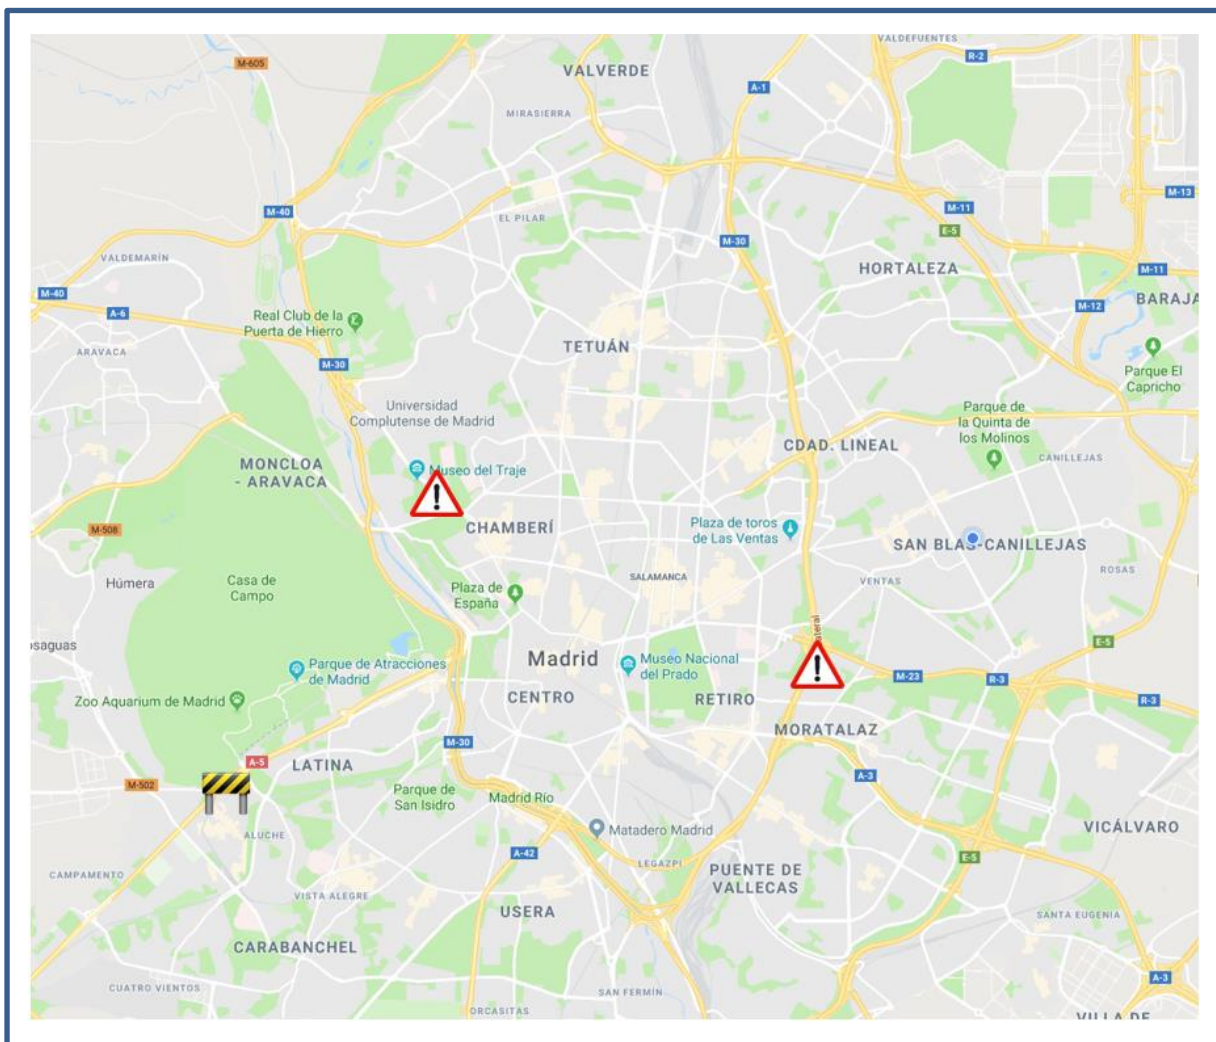 VALDEFUENTES
M-605
R-2
VALVERDE
A-1
MIRASIERRA
M-13
M-40
M-11
EL PILAR
E-5
M-30
VALDEMARÍN
HORTALEZA
M-11
M-40
BARAJA
A-6
M-12
Real Club de la
Puerta de Hierro
TETUÁN
ARAVACA
M-30
Parque El
Capricho
Universidad
Complutense de Madrid
Parque de
la Quinta de
los Molinos
CDAD. LINEAL
CANILLEJAS
MONCLOA
- ARAVACA
Museo del Traje
M-508
CHAMBERÍ
Plaza de toros
de Las Ventas
SAN BLAS-CANILLEJAS
ROSAS
Húmera
Casa de
Campo
SALAMANCA
VENTAS
Plaza de
España
teral
osaguas
E-5
Parque de Atracciones
de Madrid
Madrid
Museo Nacional
del Prado
M-23
R-3
R-3
Zoo Aquarium de Madrid
CENTRO
RETIRO
MORATALAZ
M-30
A-5
LATINA
A-3
M-502
Parque de
San Isidro
Madrid Río
ALUCHE
Matadero Madrid
VICÁLVARO
A-42
LEGAZPI
E-5
CAMPAMENTO
PUENTE DE
VALLECAS
VISTA ALEGRE
USERA
SANTA EUGENIA
CARABANCHEL
A-3
CUATRO VIENTOS
SAN FERMÍN
ORCASITAS
VILLA DE